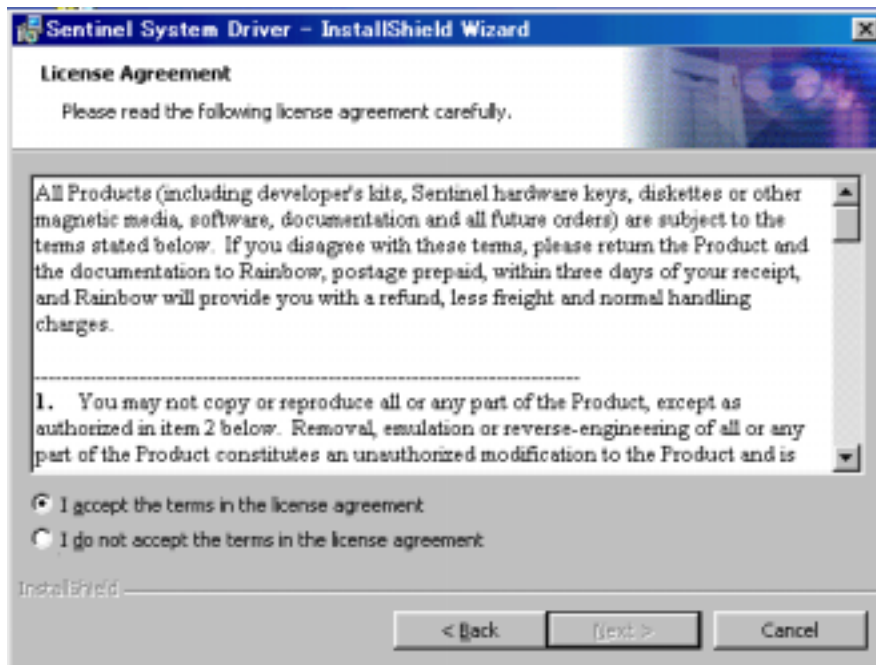 Sentinel System Driver - InstallShield Wizard
License Agreement
Please read the following license agreement carefully.
All Products (including developer's kits, Sentinel hardware keys, diskettes or other
magnetic media, software, documentation and all future orders) are subject to the
terms stated below. If you disagree with these terms, please return the Product and
the documentation to Rainbow, postage prepaid, within three days of your receipt,
and Rainbow will provide you with a refund, less freight and normal handling
charges.
1. You may not copy or reproduce all or any part of the Product, except as
authorized in item 2 below. Removal, emulation or reverse-engineering of all or any
part of the Product constitutes an unauthorized modification to the Product and is
I accept the terms in the license agreement
I do not accept the terms in the license agreement
InstallShield
< Back
Next >
Cancel